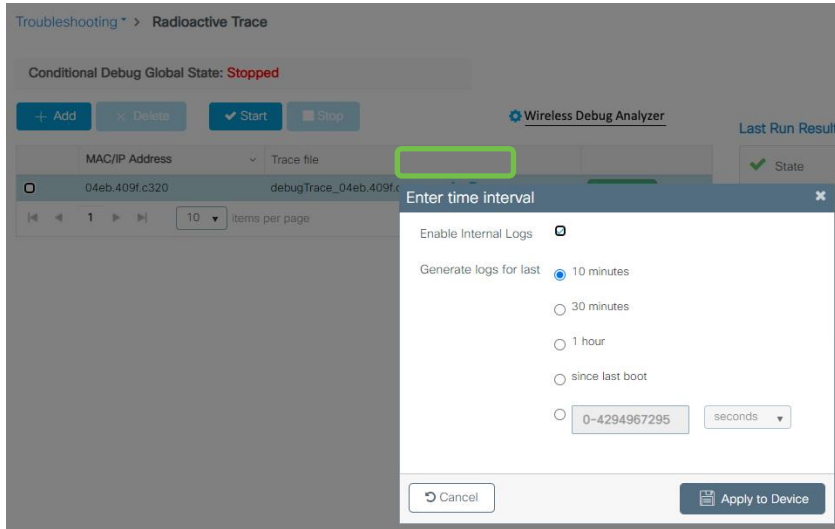 Troubleshooting > Radioactive Trace
Conditional Debug Global State: Stopped
+ Add
× Delete
Start
Stop
Wireless Debug Analyzer
Last Run Result
MAC/IP Address
Trace file
State
04eb.409f.c320
debugTrace_04eb.409f.c
1
10
items per page
Enter time interval
Enable Internal Logs
Generate logs for last
10 minutes
30 minutes
1 hour
since last boot
0-4294967295
seconds
Cancel
Apply to Device